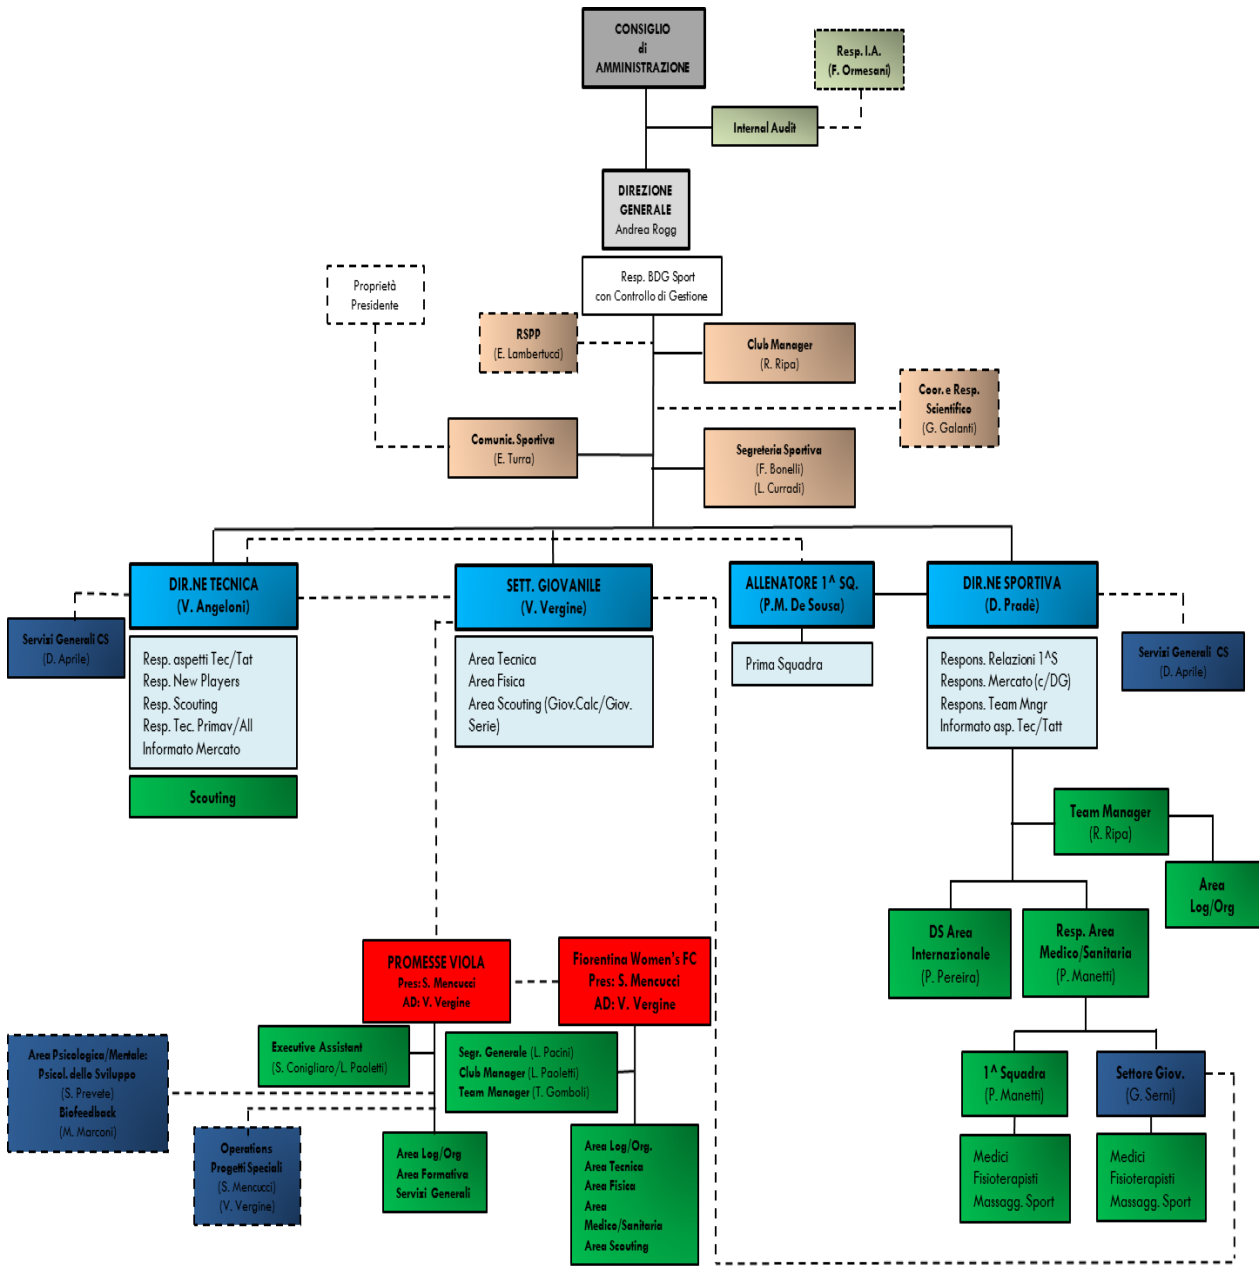 CONSIGLIO
di
AMMINISTRAZIONE
Resp. I.A.
(F. Ormesani)
Internal Audit
DIREZIONE
GENERALE
Andrea Rogg
Resp. BDG Sport
con Controllo di Gestione
Proprietà
Presidente
RSPP
(E. Lambertucci)
Club Manager
(R. Ripa)
Coor. e Resp.
Scientifico
(G. Galanti)
Comunic. Sportiva
(E. Turra)
Segreteria Sportiva
(F. Bonelli)
(L. Curradi)
DIR.NE TECNICA
(V. Angeloni)
SETT. GIOVANILE
(V. Vergine)
ALLENATORE 1^ SQ.
(P.M. De Sousa)
DIR.NE SPORTIVA
(D. Pradè)
Servizi Generali CS
(D. Aprile)
Resp. aspetti Tec/Tat
Resp. New Players
Resp. Scouting
Resp. Tec. Primav/All
Informato Mercato
Scouting
Area Tecnica
Area Fisica
Area Scouting (Giov.Calc/Giov.
Serie)
Prima Squadra
Respons. Relazioni 1^S
Respons. Mercato (c/DG)
Respons. Team Mngr
Informato asp. Tec/Tatt
Servizi Generali CS
(D. Aprile)
Team Manager
(R. Ripa)
Area
Log/Org
DS Area
Internazionale
(P. Pereira)
Resp. Area
Medico/Sanitaria
(P. Manetti)
PROMESSE VIOLA
Pres: S. Mencucci
AD: V. Vergine
Fiorentina Women's FC
Pres: S. Mencucci
AD: V. Vergine
Executive Assistant
(S. Conigliaro/L. Paoletti)
Segr. Generale (L. Pacini)
Club Manager (L. Paoletti)
Team Manager (T. Gomboli)
Area Psicologica/Mentale:
Psicol. dello Sviluppo
(S. Prevete)
Biofeedback
(M. Marconi)
Operations
Progetti Speciali
(S. Mencucci)
(V. Vergine)
Area Log/Org
Area Formativa
Servizi Generali
Area Log/Org.
Area Tecnica
Area Fisica
Area
Medico/Sanitaria
Area Scouting
1^ Squadra
(P. Manetti)
Settore Giov.
(G. Serni)
Medici
Fisioterapisti
Massagg. Sport
Medici
Fisioterapisti
Massagg. Sport